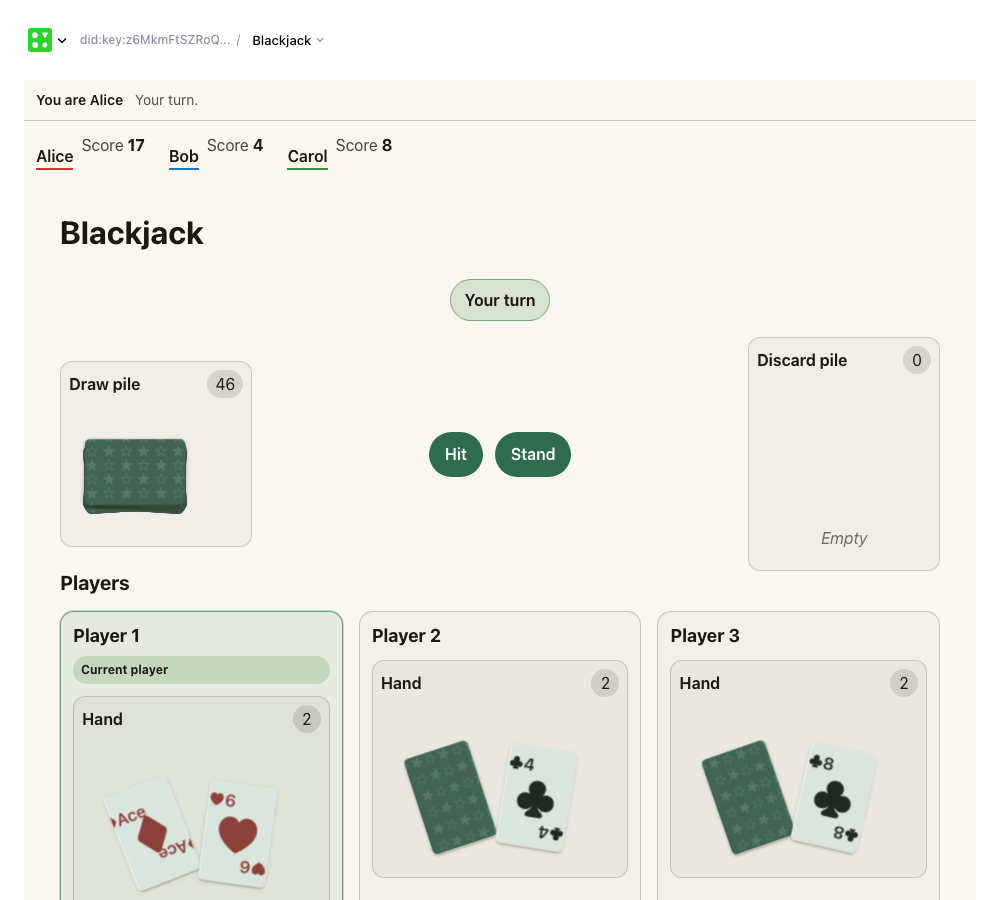 did:key:z6MkmFtSZRoQ... / Blackjack
You are Alice Your turn.
Alice Score 17 Bob Score 4 Carol Score 8
Blackjack
Your turn
Draw pile 46
Discard pile 0
Hit Stand
Empty
Players
Player 1
Current player
Hand 2
Ace
Ace
6
6
Player 2
Hand 2
4
4
Player 3
Hand 2
8
8